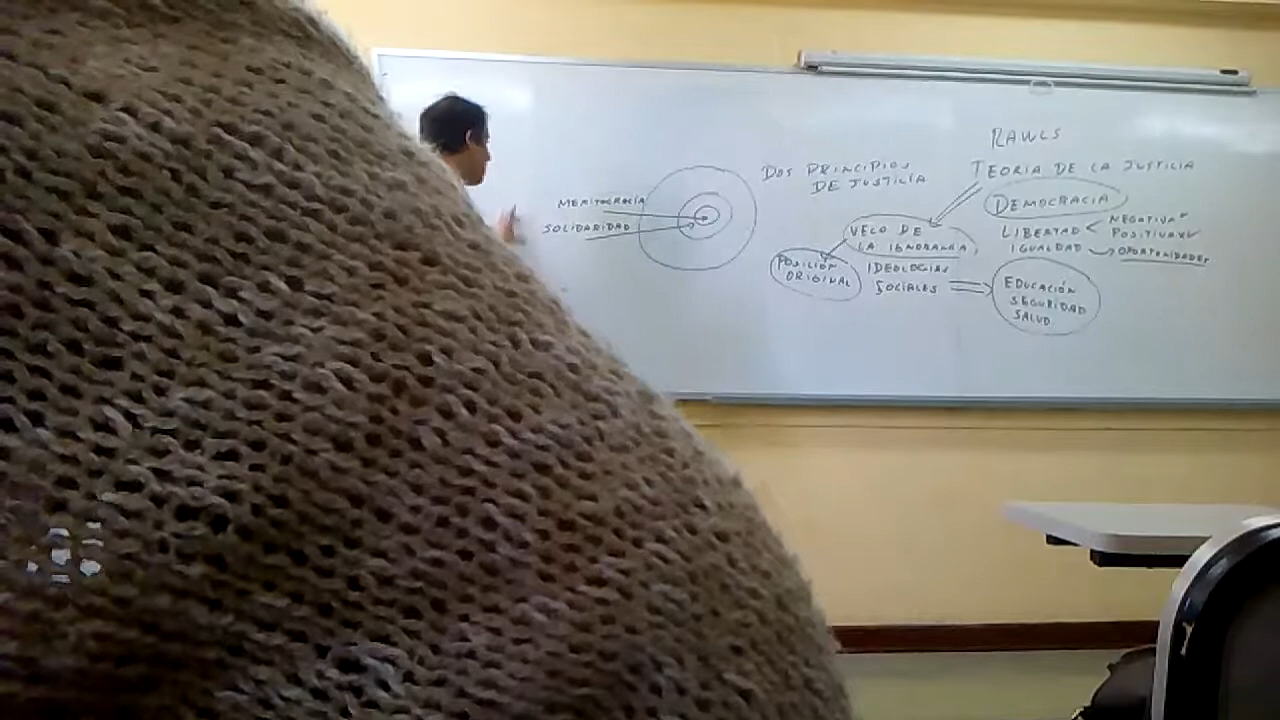 RAWLS
TEORIA DE LA JUSTICIA
DEMOCRACIA
LIBERTAD < NEGATIVA
POSITIVA
IGUALDAD → OPORTUNIDADES
DOS PRINCIPIOS
DE JUSTICIA
VELO DE
LA IGNORANCIA
POSICIÓN
ORIGINAL
IDEOLOGIAS
SOCIALES
EDUCACIÓN
SEGURIDAD
SALUD
MERITOCRACIA
SOLIDARIDAD